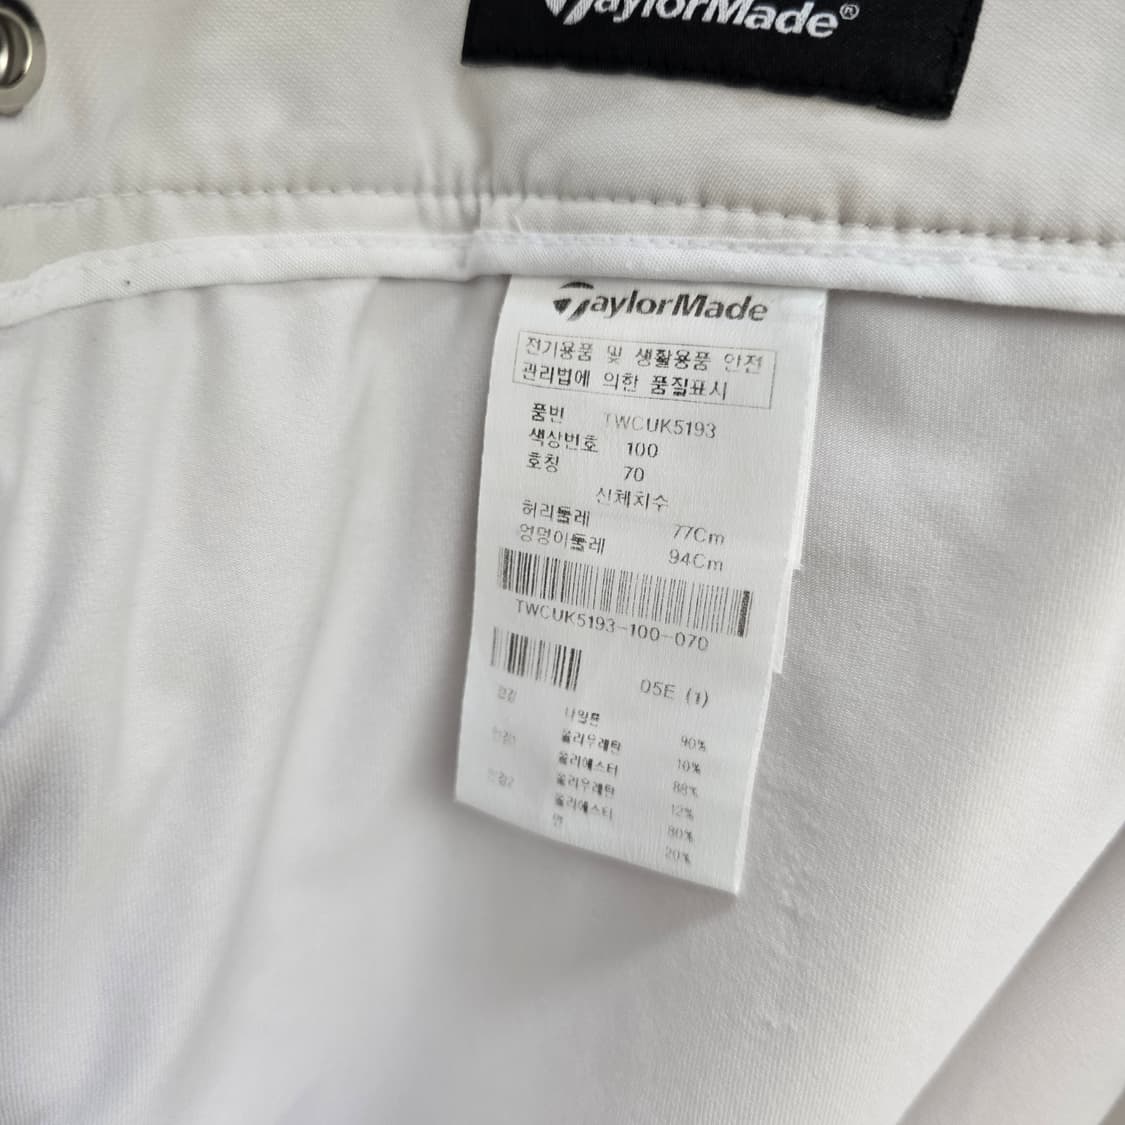 TaylorMade®
TaylorMade
전기용품 및 생활용품 안전
관리법에 의한 품질표시
품번 TWCUK5193
색상번호 100
호칭 70
신체치수
허리둘레 77Cm
엉덩이둘레 94Cm
TWCUK5193-100-070
05E (1)
나일론 90%
폴리우레탄 10%
폴리에스터 88%
폴리우레탄 12%
폴리에스터 80%
면 20%